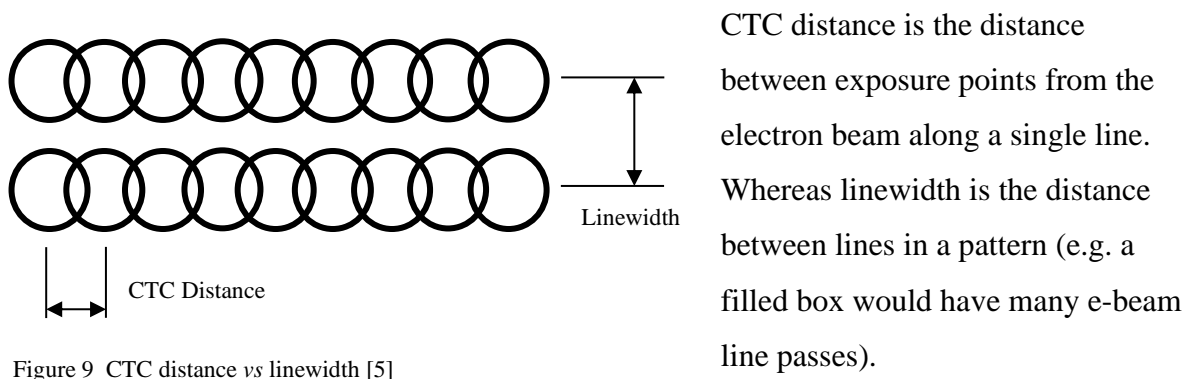 CTC distance is the distance
between exposure points from the
electron beam along a single line.
Whereas linewidth is the distance
between lines in a pattern (e.g. a
filled box would have many e-beam
line passes).
Linewidth
CTC Distance
Figure 9 CTC distance vs linewidth [5]